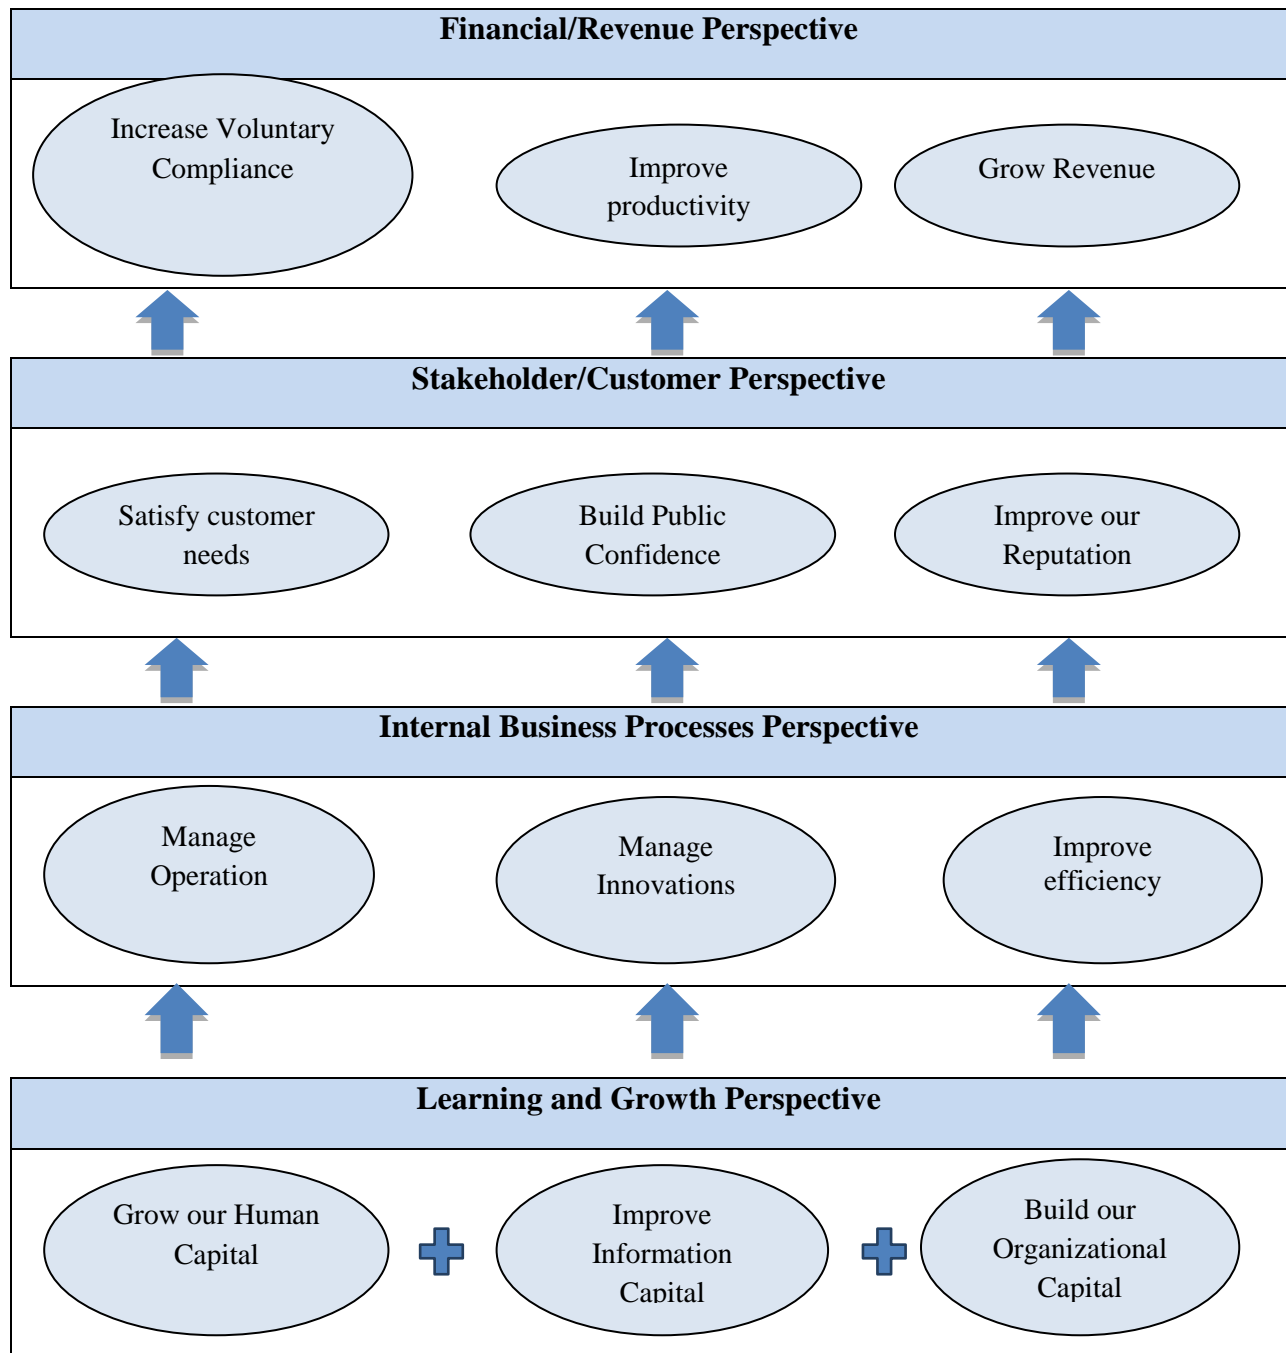 Financial/Revenue Perspective
Increase Voluntary
Compliance
Improve
productivity
Grow Revenue
Stakeholder/Customer Perspective
Satisfy customer
needs
Build Public
Confidence
Improve our
Reputation
Internal Business Processes Perspective
Manage
Operation
Manage
Innovations
Improve
efficiency
Learning and Growth Perspective
Grow our Human
Capital
Improve
Information
Capital
Build our
Organizational
Capital